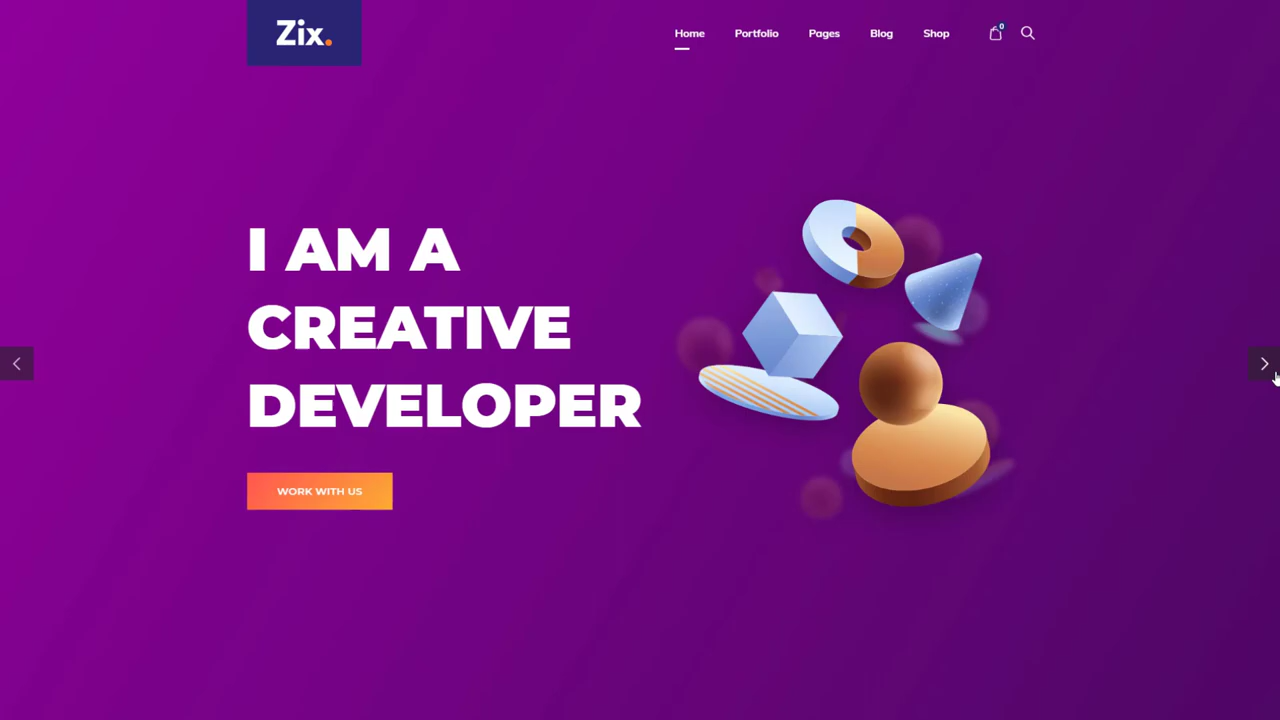 Zix.
Home
Portfolio
Pages
Blog
Shop
0
I AM A
CREATIVE
DEVELOPER
WORK WITH US